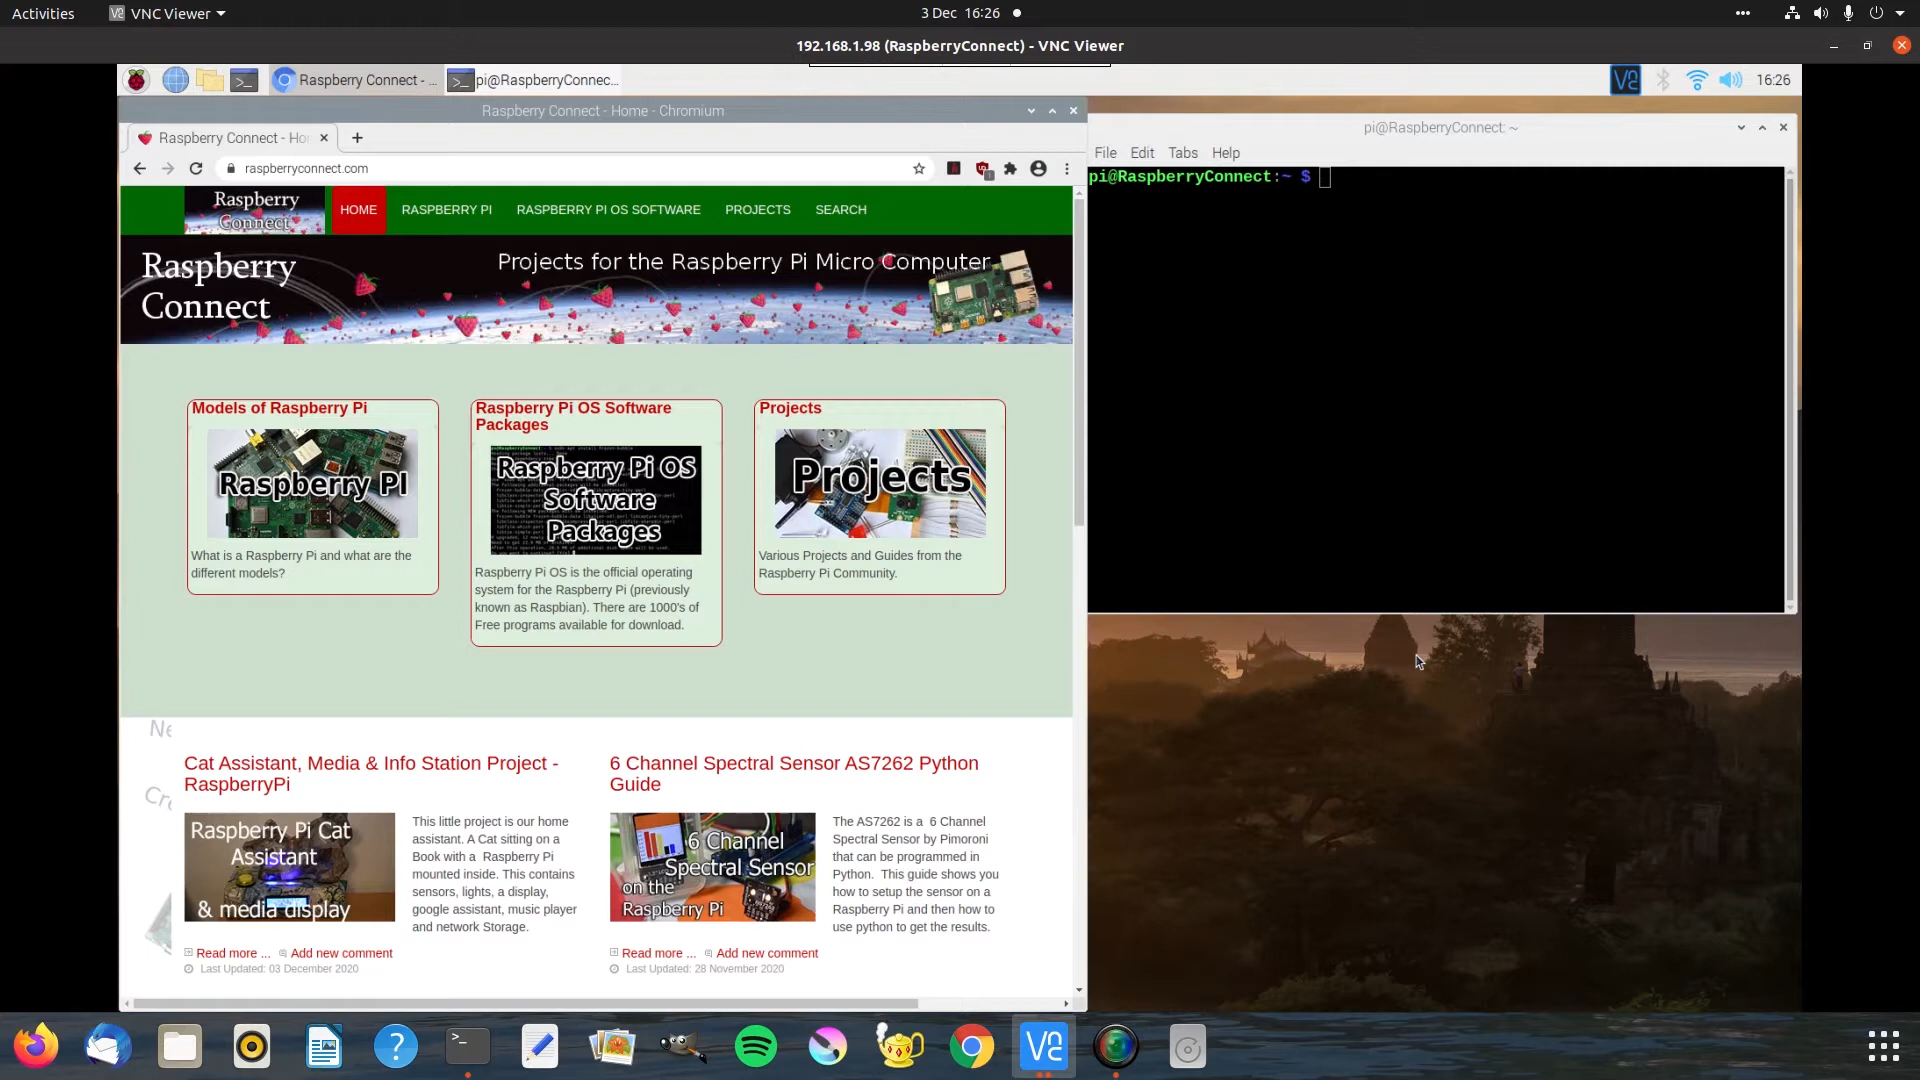 Activities
VNC Viewer
3 Dec 16:26
192.168.1.98 (RaspberryConnect) - VNC Viewer
Raspberry Connect - ...
pi@RaspberryConnec...
16:26
Raspberry Connect - Home - Chromium
Raspberry Connect - Ho
raspberryconnect.com
Raspberry
Connect
HOME
RASPBERRY PI
RASPBERRY PI OS SOFTWARE
PROJECTS
SEARCH
Raspberry
Connect
Projects for the Raspberry Pi Micro Computer
Models of Raspberry Pi
Raspberry PI
What is a Raspberry Pi and what are the
different models?
Raspberry Pi OS Software
Packages
Raspberry Pi OS
Software
Packages
Raspberry Pi OS is the official operating
system for the Raspberry Pi (previously
known as Raspbian). There are 1000's of
Free programs available for download.
Projects
Projects
Various Projects and Guides from the
Raspberry Pi Community.
Ne
Cre
Cat Assistant, Media & Info Station Project -
RaspberryPi
Raspberry Pi Cat
Assistant
& media display
This little project is our home
assistant. A Cat sitting on a
Book with a Raspberry Pi
mounted inside. This contains
sensors, lights, a display,
google assistant, music player
and network Storage.
Read more ...
Add new comment
Last Updated: 03 December 2020
6 Channel Spectral Sensor AS7262 Python
Guide
6 Channel
Spectral Sensor
on the
Raspberry Pi
The AS7262 is a 6 Channel
Spectral Sensor by Pimoroni
that can be programmed in
Python. This guide shows you
how to setup the sensor on a
Raspberry Pi and then how to
use python to get the results.
Read more ...
Add new comment
Last Updated: 28 November 2020
pi@RaspberryConnect: ~
File Edit Tabs Help
pi@RaspberryConnect:~ $